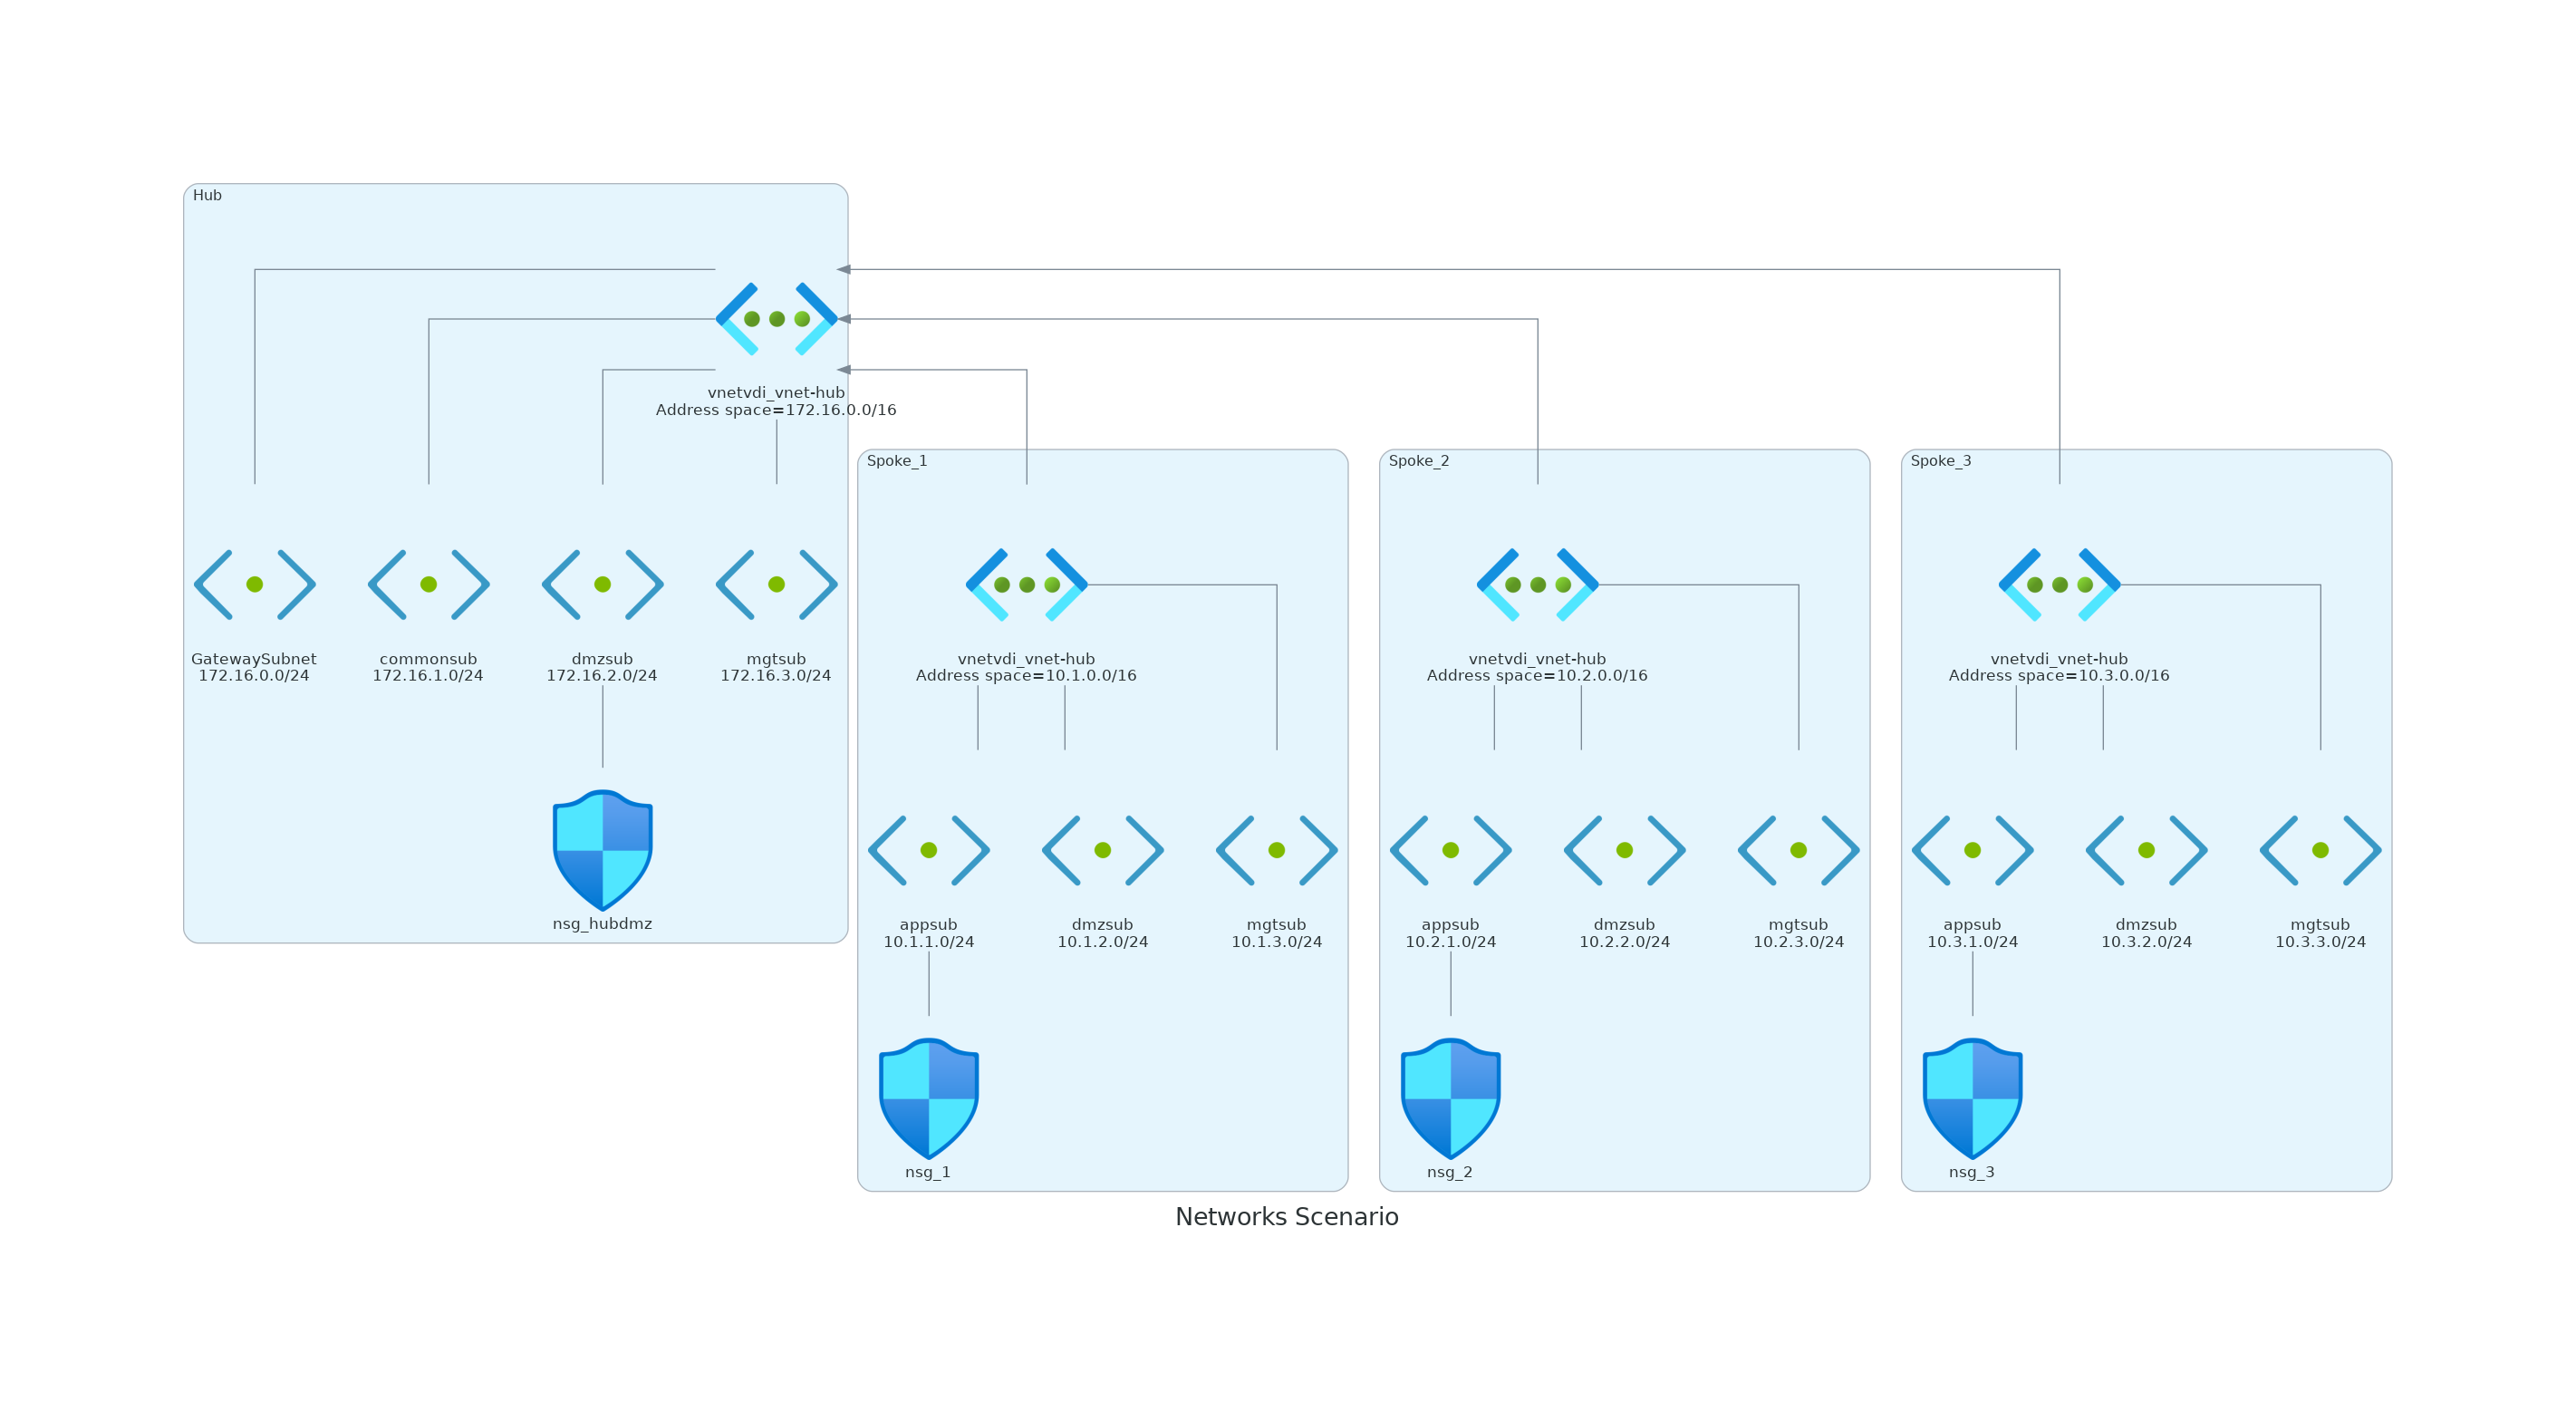 Hub
vnetvdi_vnet-hub
Address space=172.16.0.0/16
GatewaySubnet
172.16.0.0/24
commonsub
172.16.1.0/24
dmzsub
172.16.2.0/24
mgtsub
172.16.3.0/24
nsg_hubdmz
Spoke_1
vnetvdi_vnet-hub
Address space=10.1.0.0/16
appsub
10.1.1.0/24
dmzsub
10.1.2.0/24
mgtsub
10.1.3.0/24
nsg_1
Spoke_2
vnetvdi_vnet-hub
Address space=10.2.0.0/16
appsub
10.2.1.0/24
dmzsub
10.2.2.0/24
mgtsub
10.2.3.0/24
nsg_2
Spoke_3
vnetvdi_vnet-hub
Address space=10.3.0.0/16
appsub
10.3.1.0/24
dmzsub
10.3.2.0/24
mgtsub
10.3.3.0/24
nsg_3
Networks Scenario